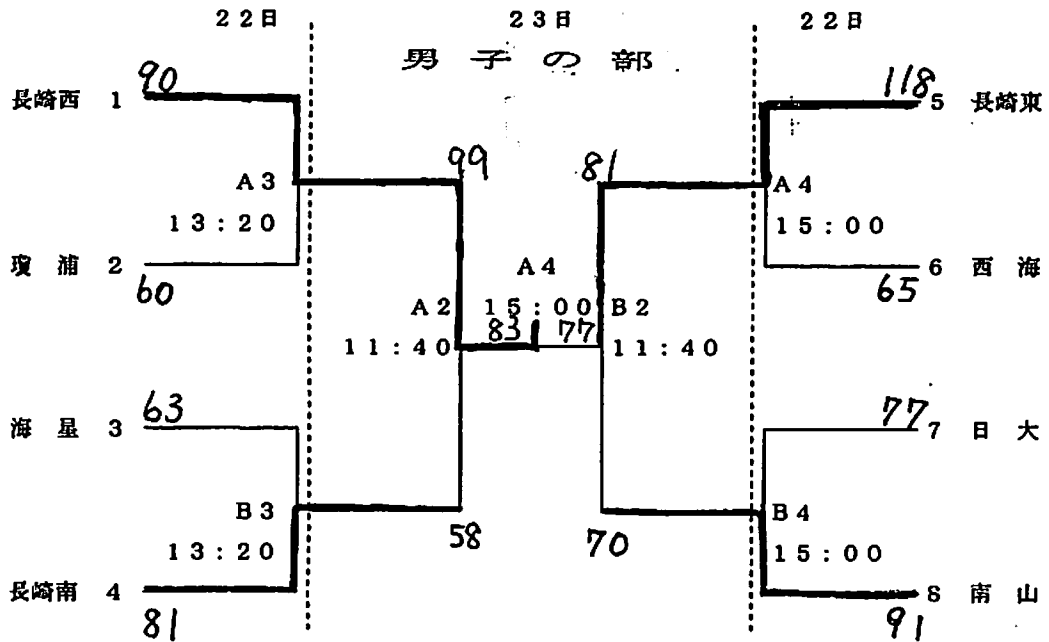 22日 23日 22日
男子の部
90 118
長崎西 1 5 長崎東
99 81
A3 A4
13:20 15:00
瓊浦 2 A4 6 西海
60 65
A2 15:00 B2
83 77
11:40 11:40
63 77
海星 3 7 日大
B3 B4
58 70
13:20 15:00
長崎南 4 8 南山
81 91